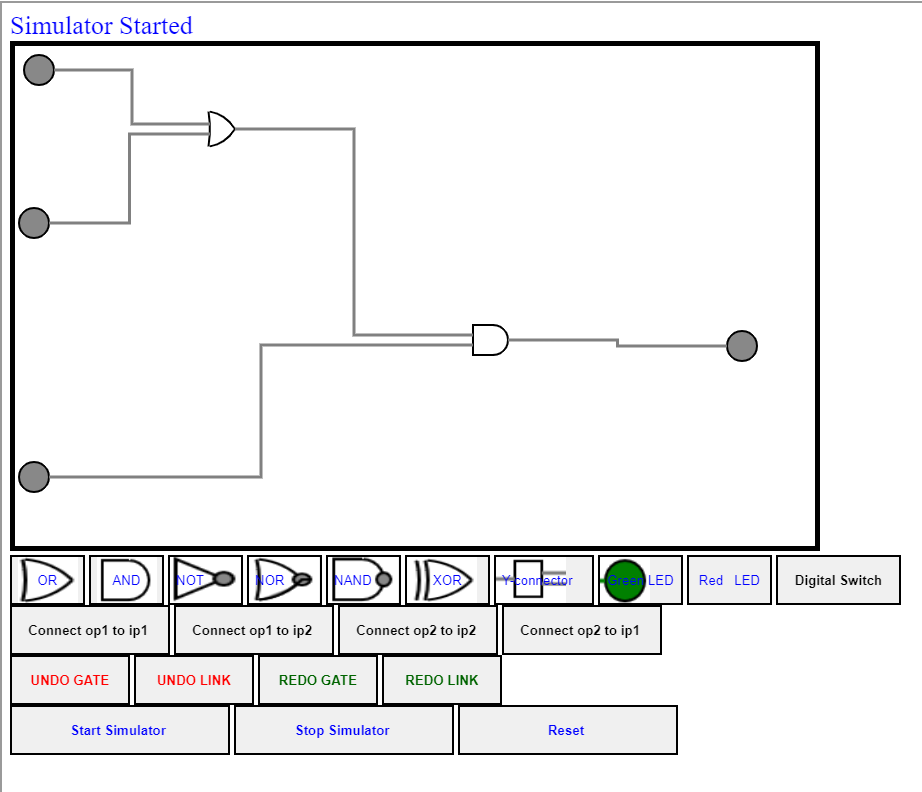 Simulator Started
OR AND NOT NOR NAND XOR Y-connector Green LED Red LED Digital Switch
Connect op1 to ip1 Connect op1 to ip2 Connect op2 to ip2 Connect op2 to ip1
UNDO GATE UNDO LINK REDO GATE REDO LINK
Start Simulator Stop Simulator Reset